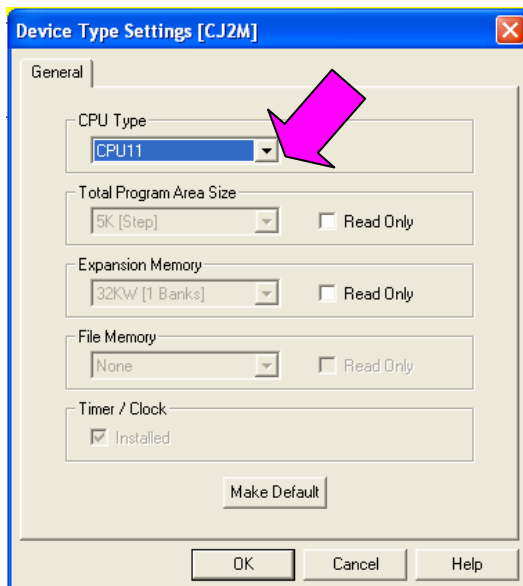 Device Type Settings [CJ2M]
General
CPU Type
CPU11
Total Program Area Size
5K [Step]
Read Only
Expansion Memory
32KW [1 Banks]
Read Only
File Memory
None
Read Only
Timer / Clock
Installed
Make Default
OK
Cancel
Help